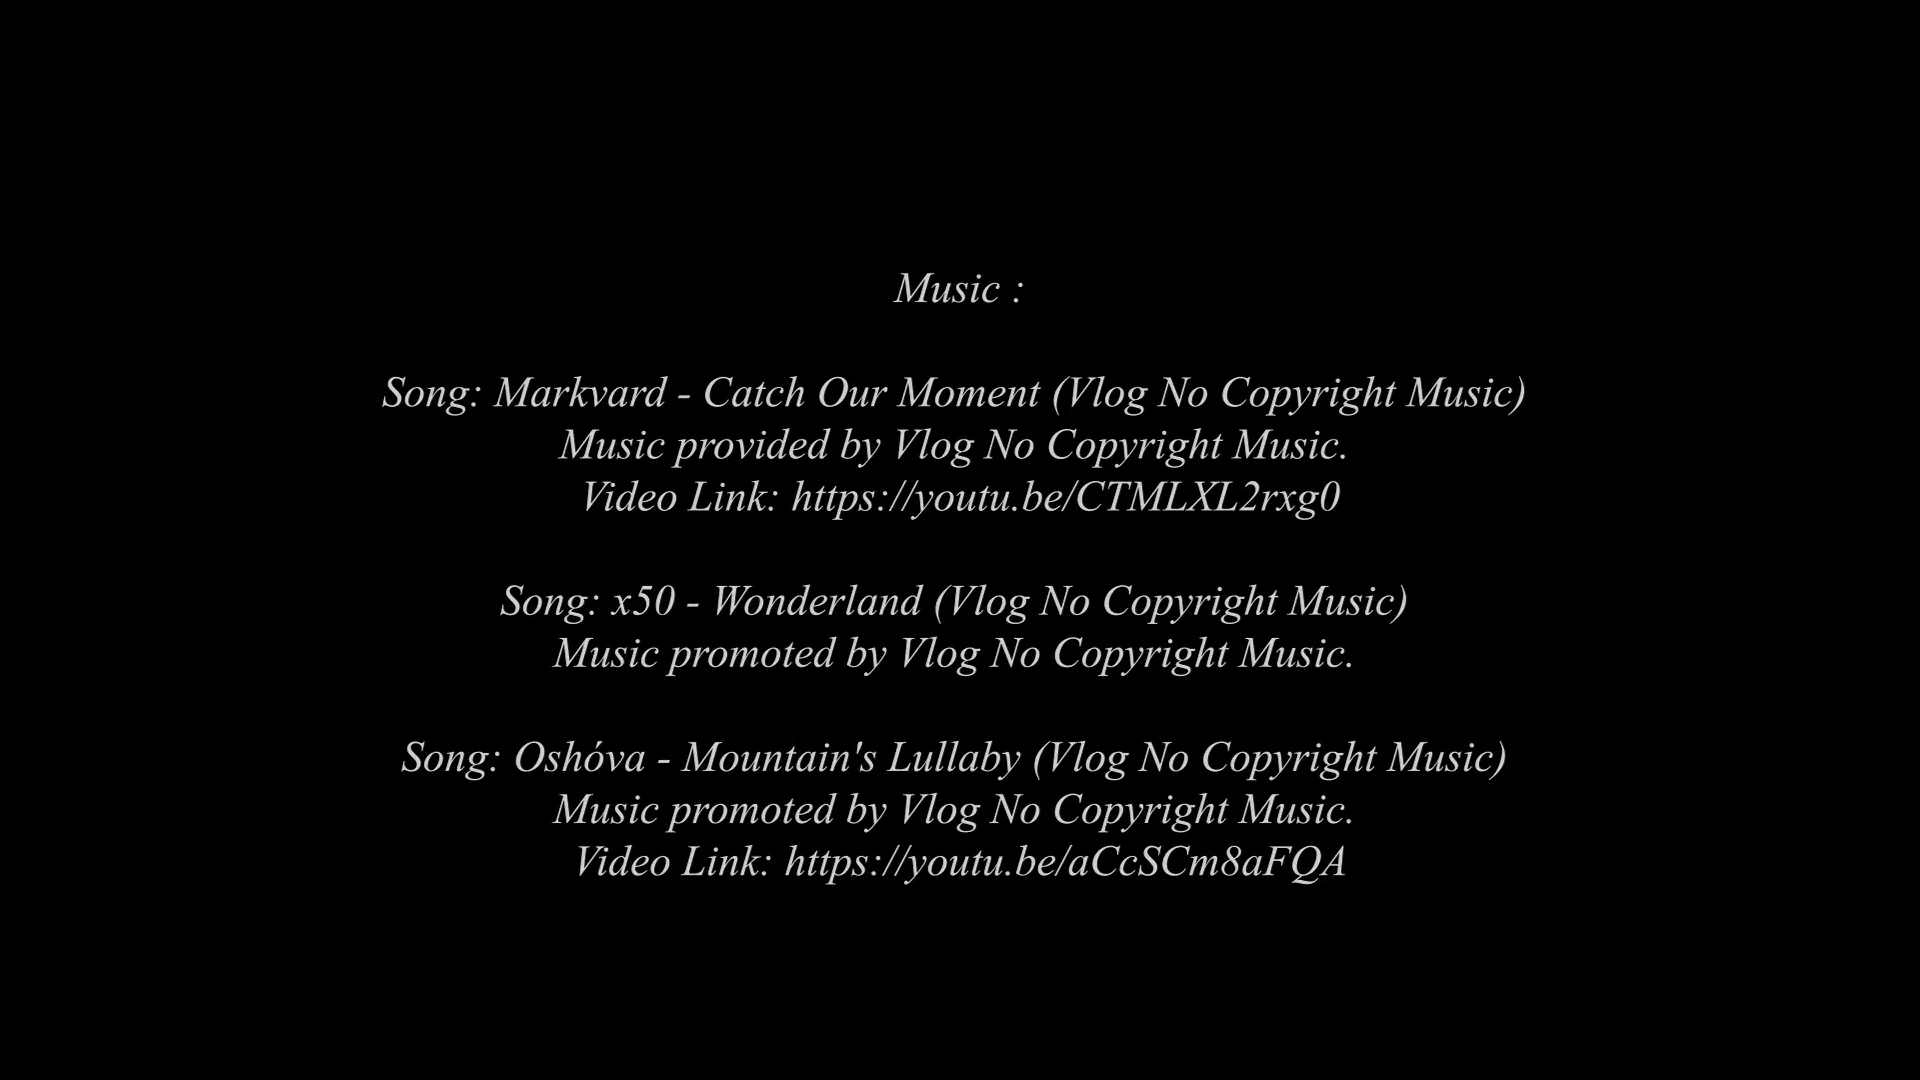 Music :
Song: Markvard - Catch Our Moment (Vlog No Copyright Music)
Music provided by Vlog No Copyright Music.
Video Link: https://youtu.be/CTMLXL2rxg0
Song: x50 - Wonderland (Vlog No Copyright Music)
Music promoted by Vlog No Copyright Music.
Song: Oshóva - Mountain's Lullaby (Vlog No Copyright Music)
Music promoted by Vlog No Copyright Music.
Video Link: https://youtu.be/aCcSCm8aFQA